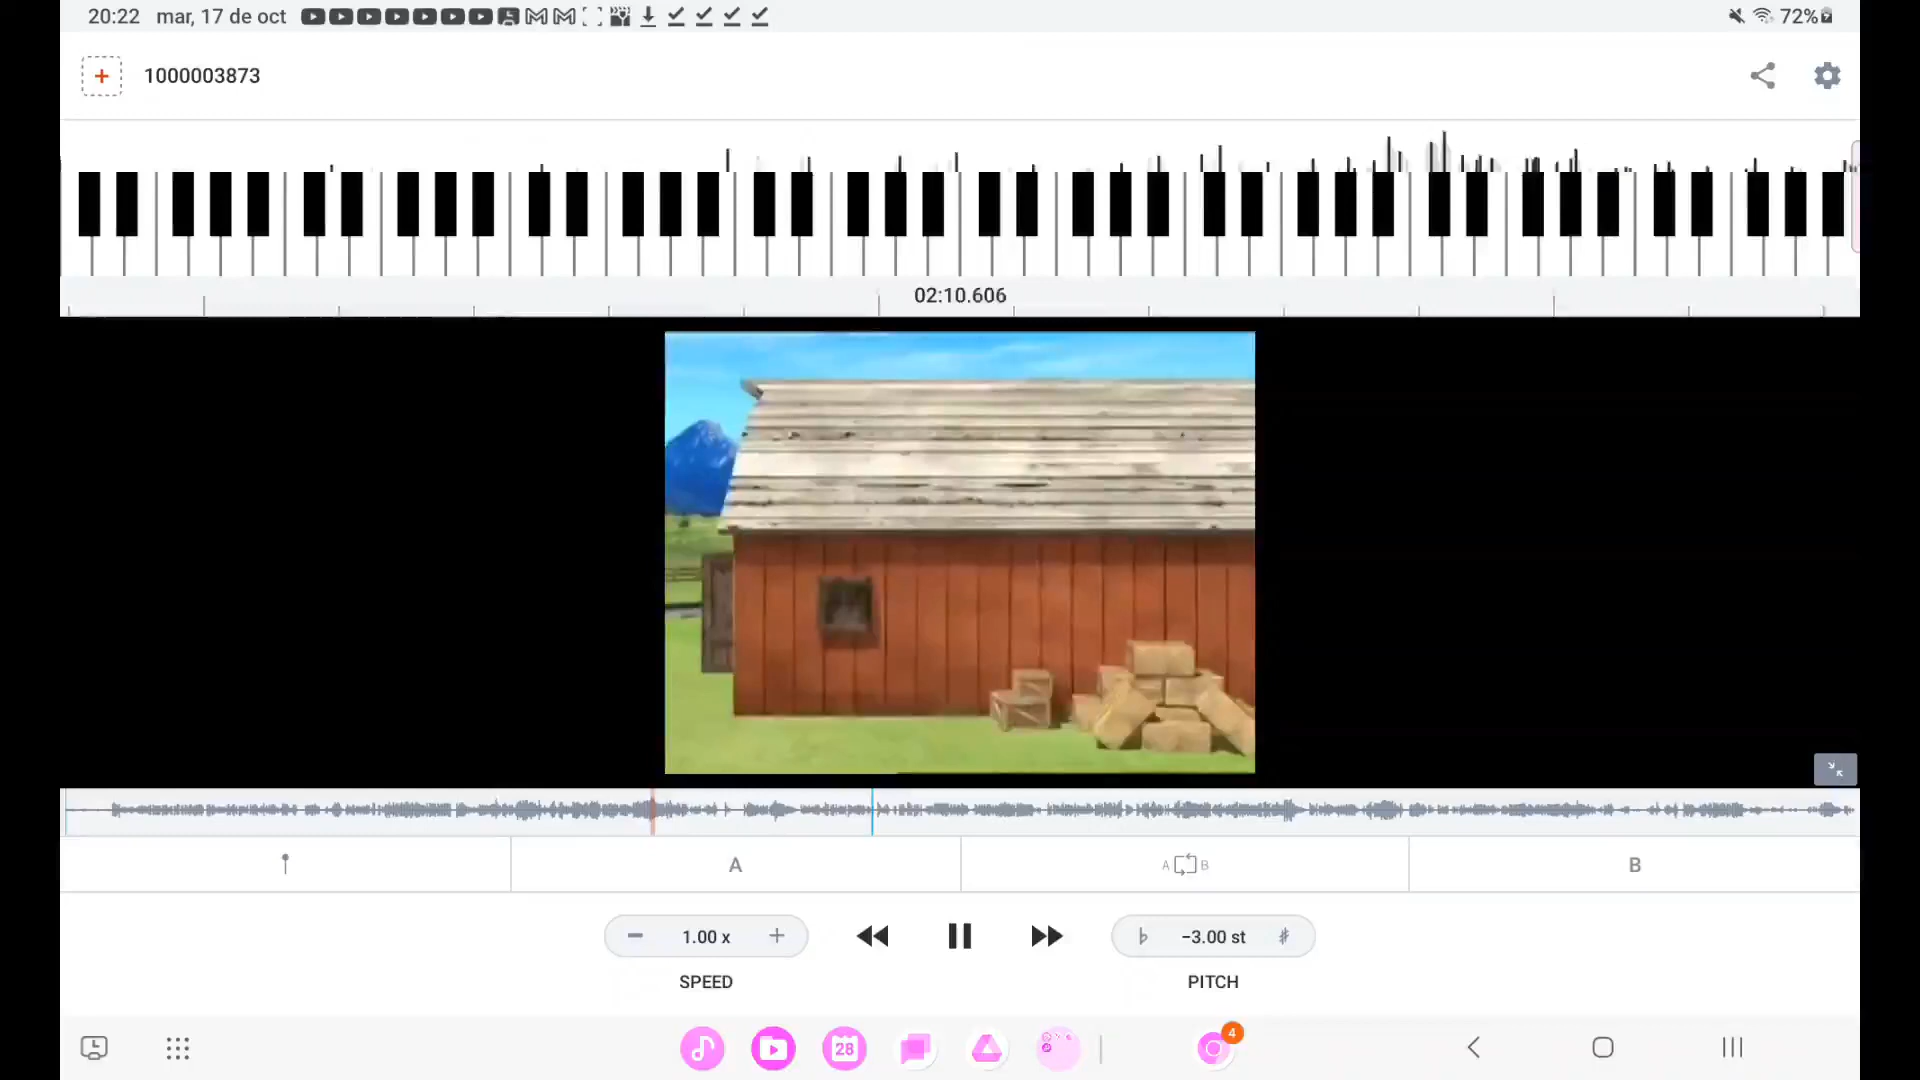 20:22 mar, 17 de oct 72%
1000003873
02:10.606
A A B B
1.00 x -3.00 st
SPEED PITCH
28 4